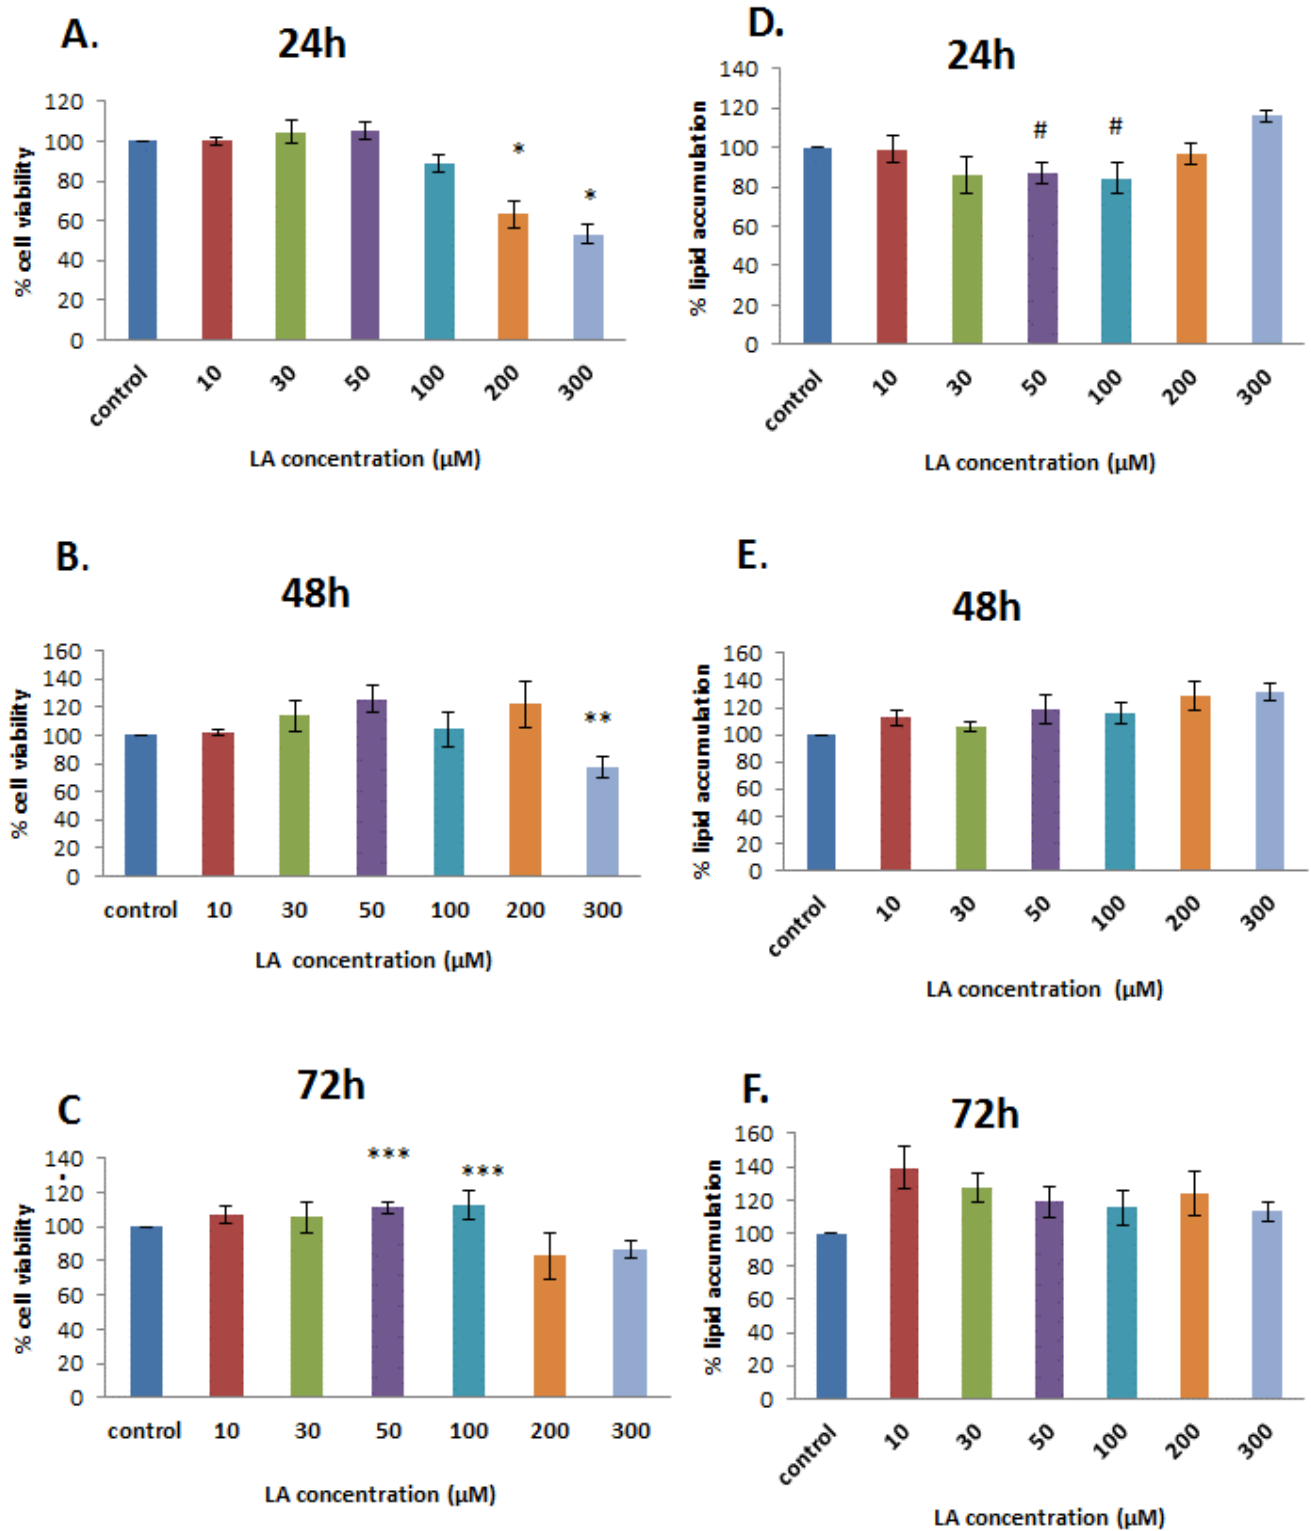 A.
24h
120
100
80
60
40
20
0
% cell viability
*
*
control 10 30 50 100 200 300
LA concentration (µM)
D.
24h
140
120
100
80
60
40
20
0
% lipid accumulation
#
#
control 10 30 50 100 200 300
LA concentration (µM)
B.
48h
160
140
120
100
80
60
40
20
0
% cell viability
**
control 10 30 50 100 200 300
LA concentration (µM)
E.
48h
160
140
120
100
80
60
40
20
0
% lipid accumulation
control 10 30 50 100 200 300
LA concentration (µM)
C.
72h
140
120
100
80
60
40
20
0
% cell viability
***
***
control 10 30 50 100 200 300
LA concentration (µM)
F.
72h
160
140
120
100
80
60
40
20
0
% lipid accumulation
control 10 30 50 100 200 300
LA concentration (µM)